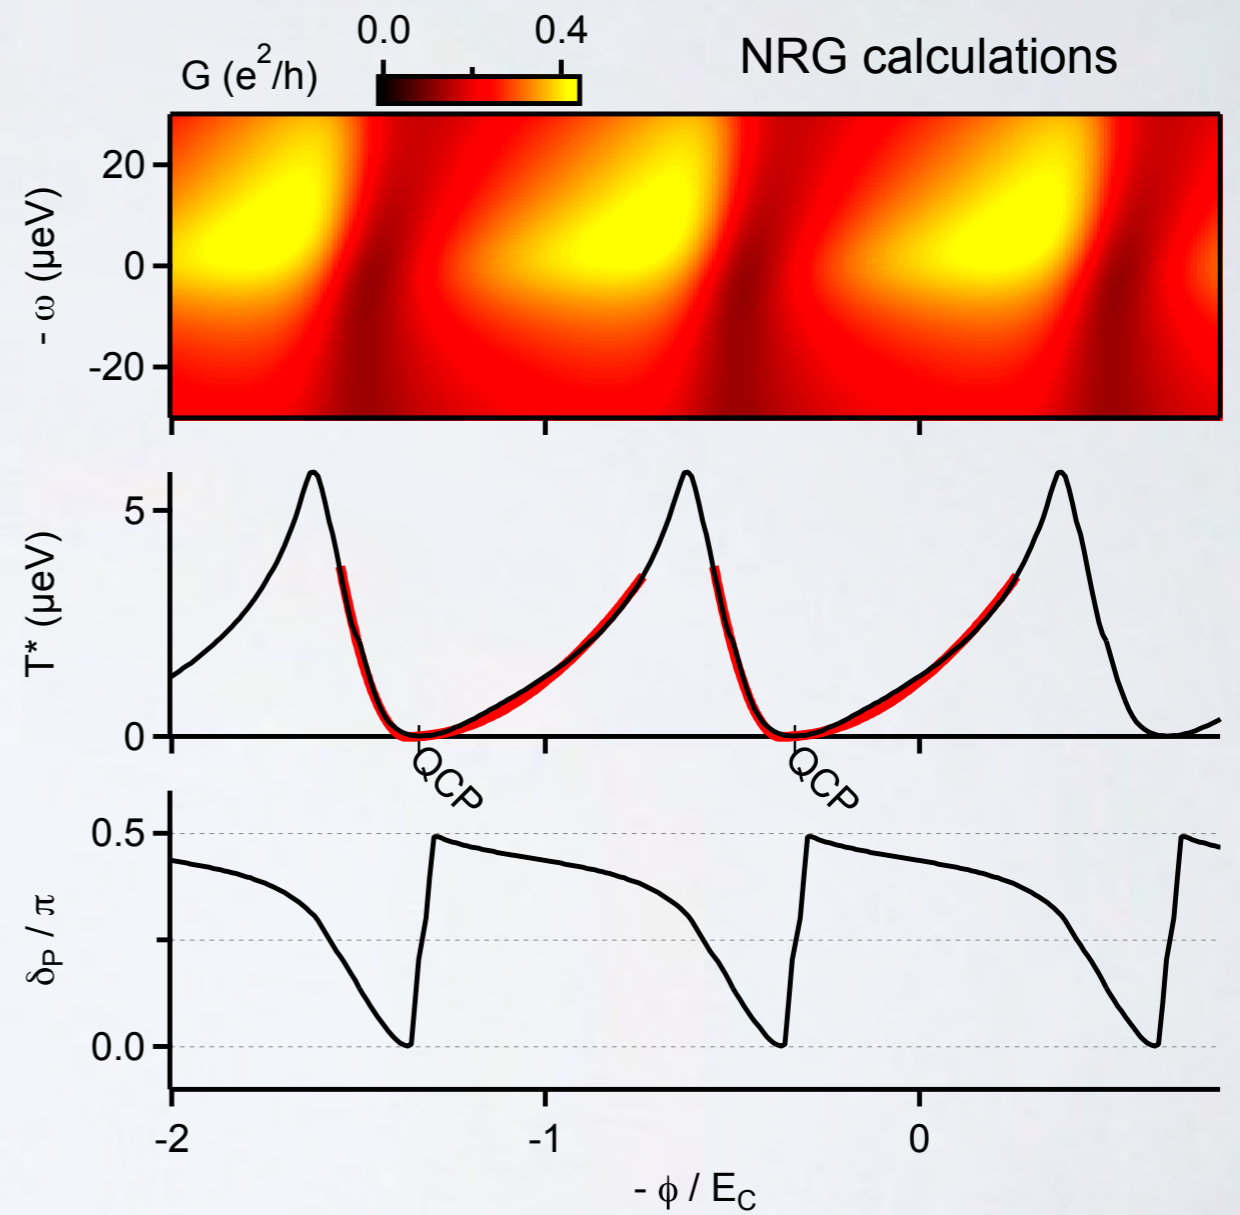 0.0 0.4
G (e²/h) NRG calculations
20
0
-20
- ω (μeV)
5
0
T* (μeV)
QCP QCP
0.5
0.0
δP / π
-2 -1 0
- ϕ / EC